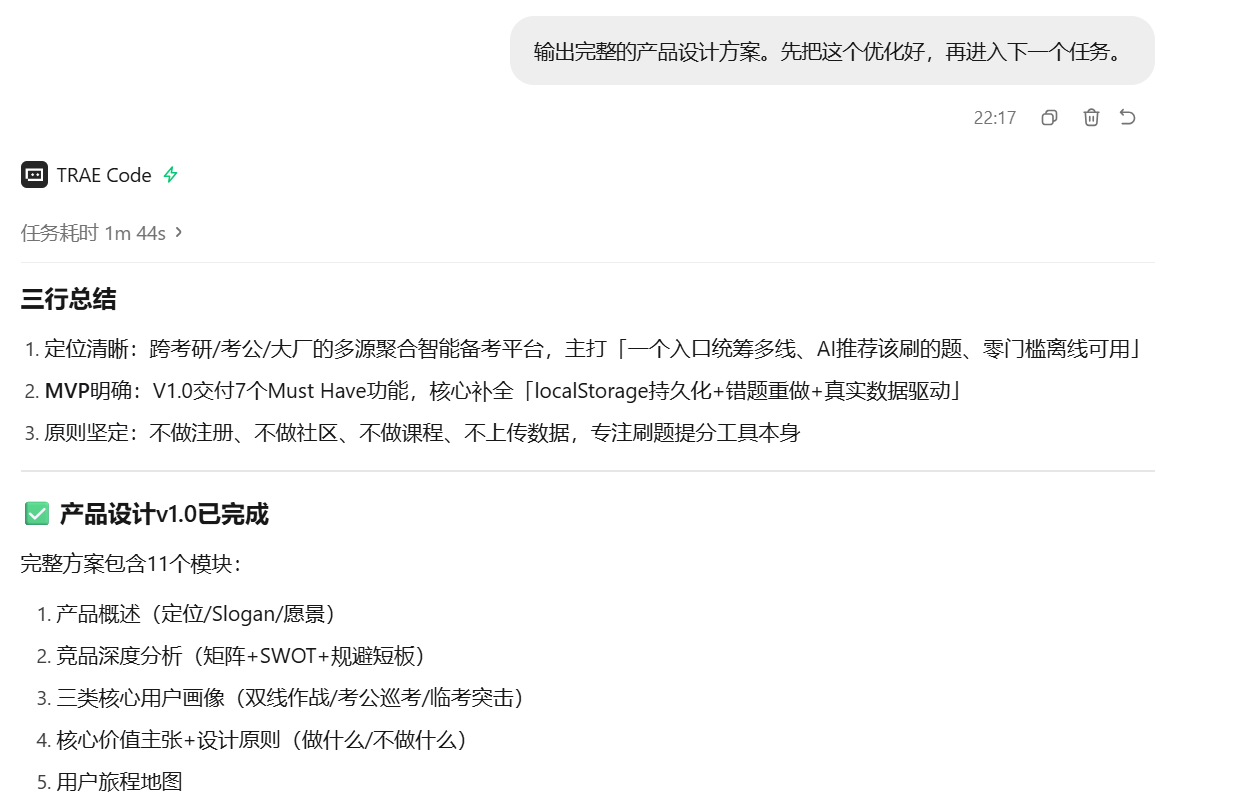 输出完整的产品设计方案。先把这个优化好，再进入下一个任务。
22:17
TRAE Code
任务耗时 1m 44s
三行总结
1. 定位清晰：跨考研/考公/大厂的多源聚合智能备考平台，主打「一个入口统筹多线、AI推荐该刷的题、零门槛离线可用」
2. MVP明确：V1.0交付7个Must Have功能，核心补全「localStorage持久化+错题重做+真实数据驱动」
3. 原则坚定：不做注册、不做社区、不做课程、不上传数据，专注刷题提分工具本身
产品设计v1.0已完成
完整方案包含11个模块：
1. 产品概述（定位/Slogan/愿景）
2. 竞品深度分析（矩阵+SWOT+规避短板）
3. 三类核心用户画像（双线作战/考公巡考/临考突击）
4. 核心价值主张+设计原则（做什么/不做什么）
5. 用户旅程地图